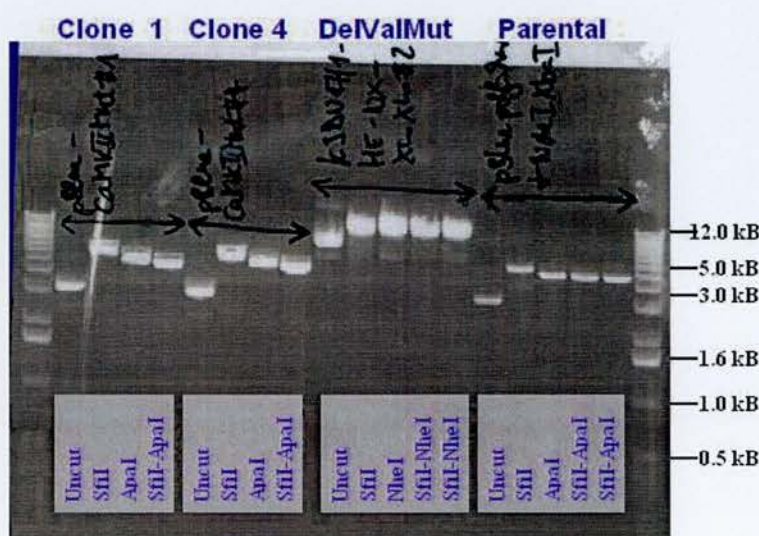 Clone 1 Clone 4 DelValMut Parental
12.0 kB
5.0 kB
3.0 kB
1.6 kB
1.0 kB
0.5 kB
Uncut
SfiI
ApaI
SfiI-ApaI
Uncut
SfiI
ApaI
SfiI-ApaI
Uncut
SfiI
NheI
SfiI-NheI
SfiI-NheI
Uncut
SfiI
ApaI
SfiI-ApaI
SfiI-ApaI